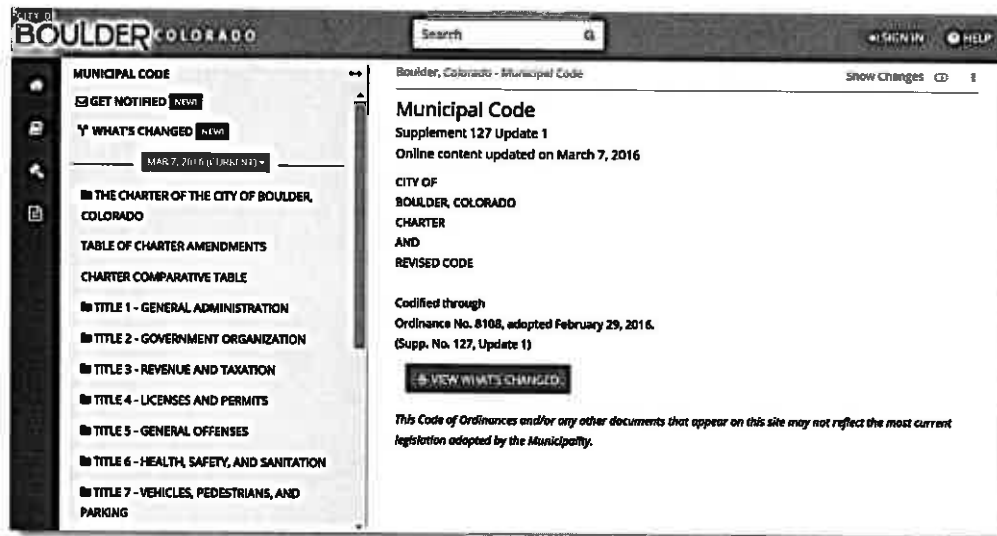 CITY O
BOULDER COLORADO
Search
SIGN IN
HELP
MUNICIPAL CODE
GET NOTIFIED NEW!
WHAT'S CHANGED NEW!
MAR 7, 2016 (CURRENT)
THE CHARTER OF THE CITY OF BOULDER,
COLORADO
TABLE OF CHARTER AMENDMENTS
CHARTER COMPARATIVE TABLE
TITLE 1 - GENERAL ADMINISTRATION
TITLE 2 - GOVERNMENT ORGANIZATION
TITLE 3 - REVENUE AND TAXATION
TITLE 4 - LICENSES AND PERMITS
TITLE 5 - GENERAL OFFENSES
TITLE 6 - HEALTH, SAFETY, AND SANITATION
TITLE 7 - VEHICLES, PEDESTRIANS, AND
PARKING
Boulder, Colorado - Municipal Code
Show Changes
Municipal Code
Supplement 127 Update 1
Online content updated on March 7, 2016
CITY OF
BOULDER, COLORADO
CHARTER
AND
REVISED CODE
Codified through
Ordinance No. 8108, adopted February 29, 2016.
(Supp. No. 127, Update 1)
VIEW WHAT'S CHANGED
This Code of Ordinances and/or any other documents that appear on this site may not reflect the most current
legislation adopted by the Municipality.